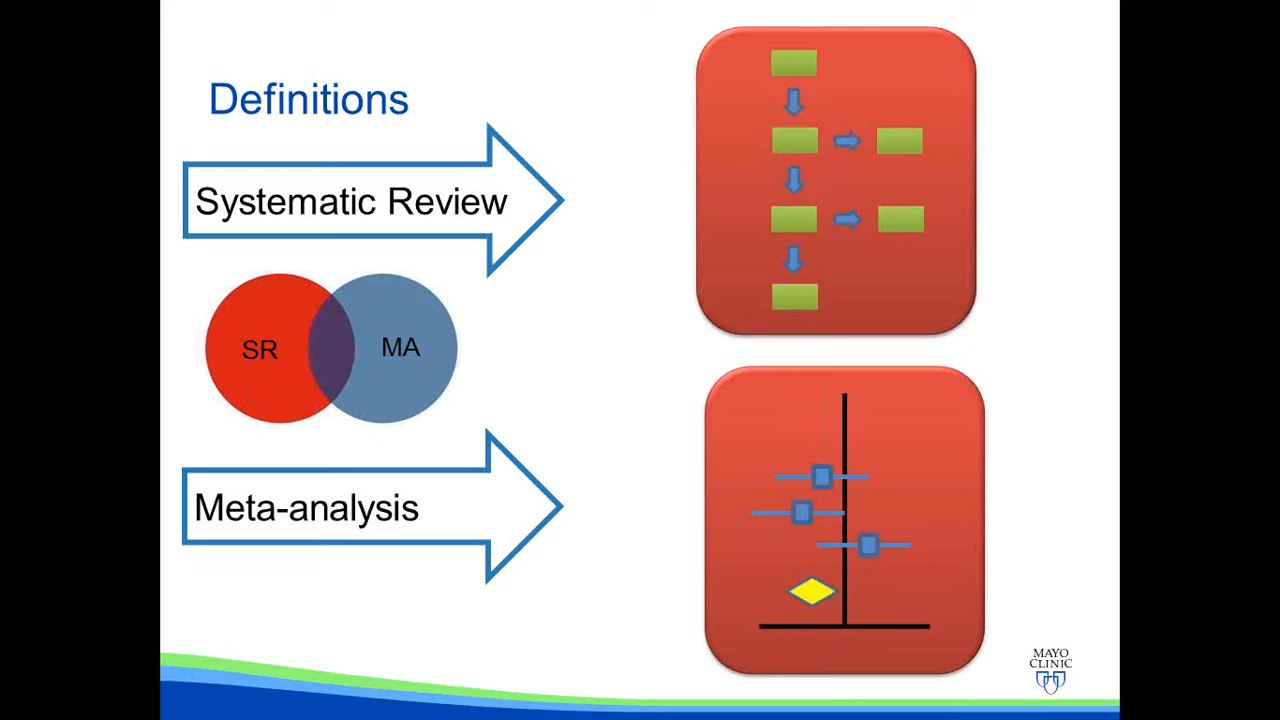 Definitions
Systematic Review
SR
MA
Meta-analysis
MAYO
CLINIC